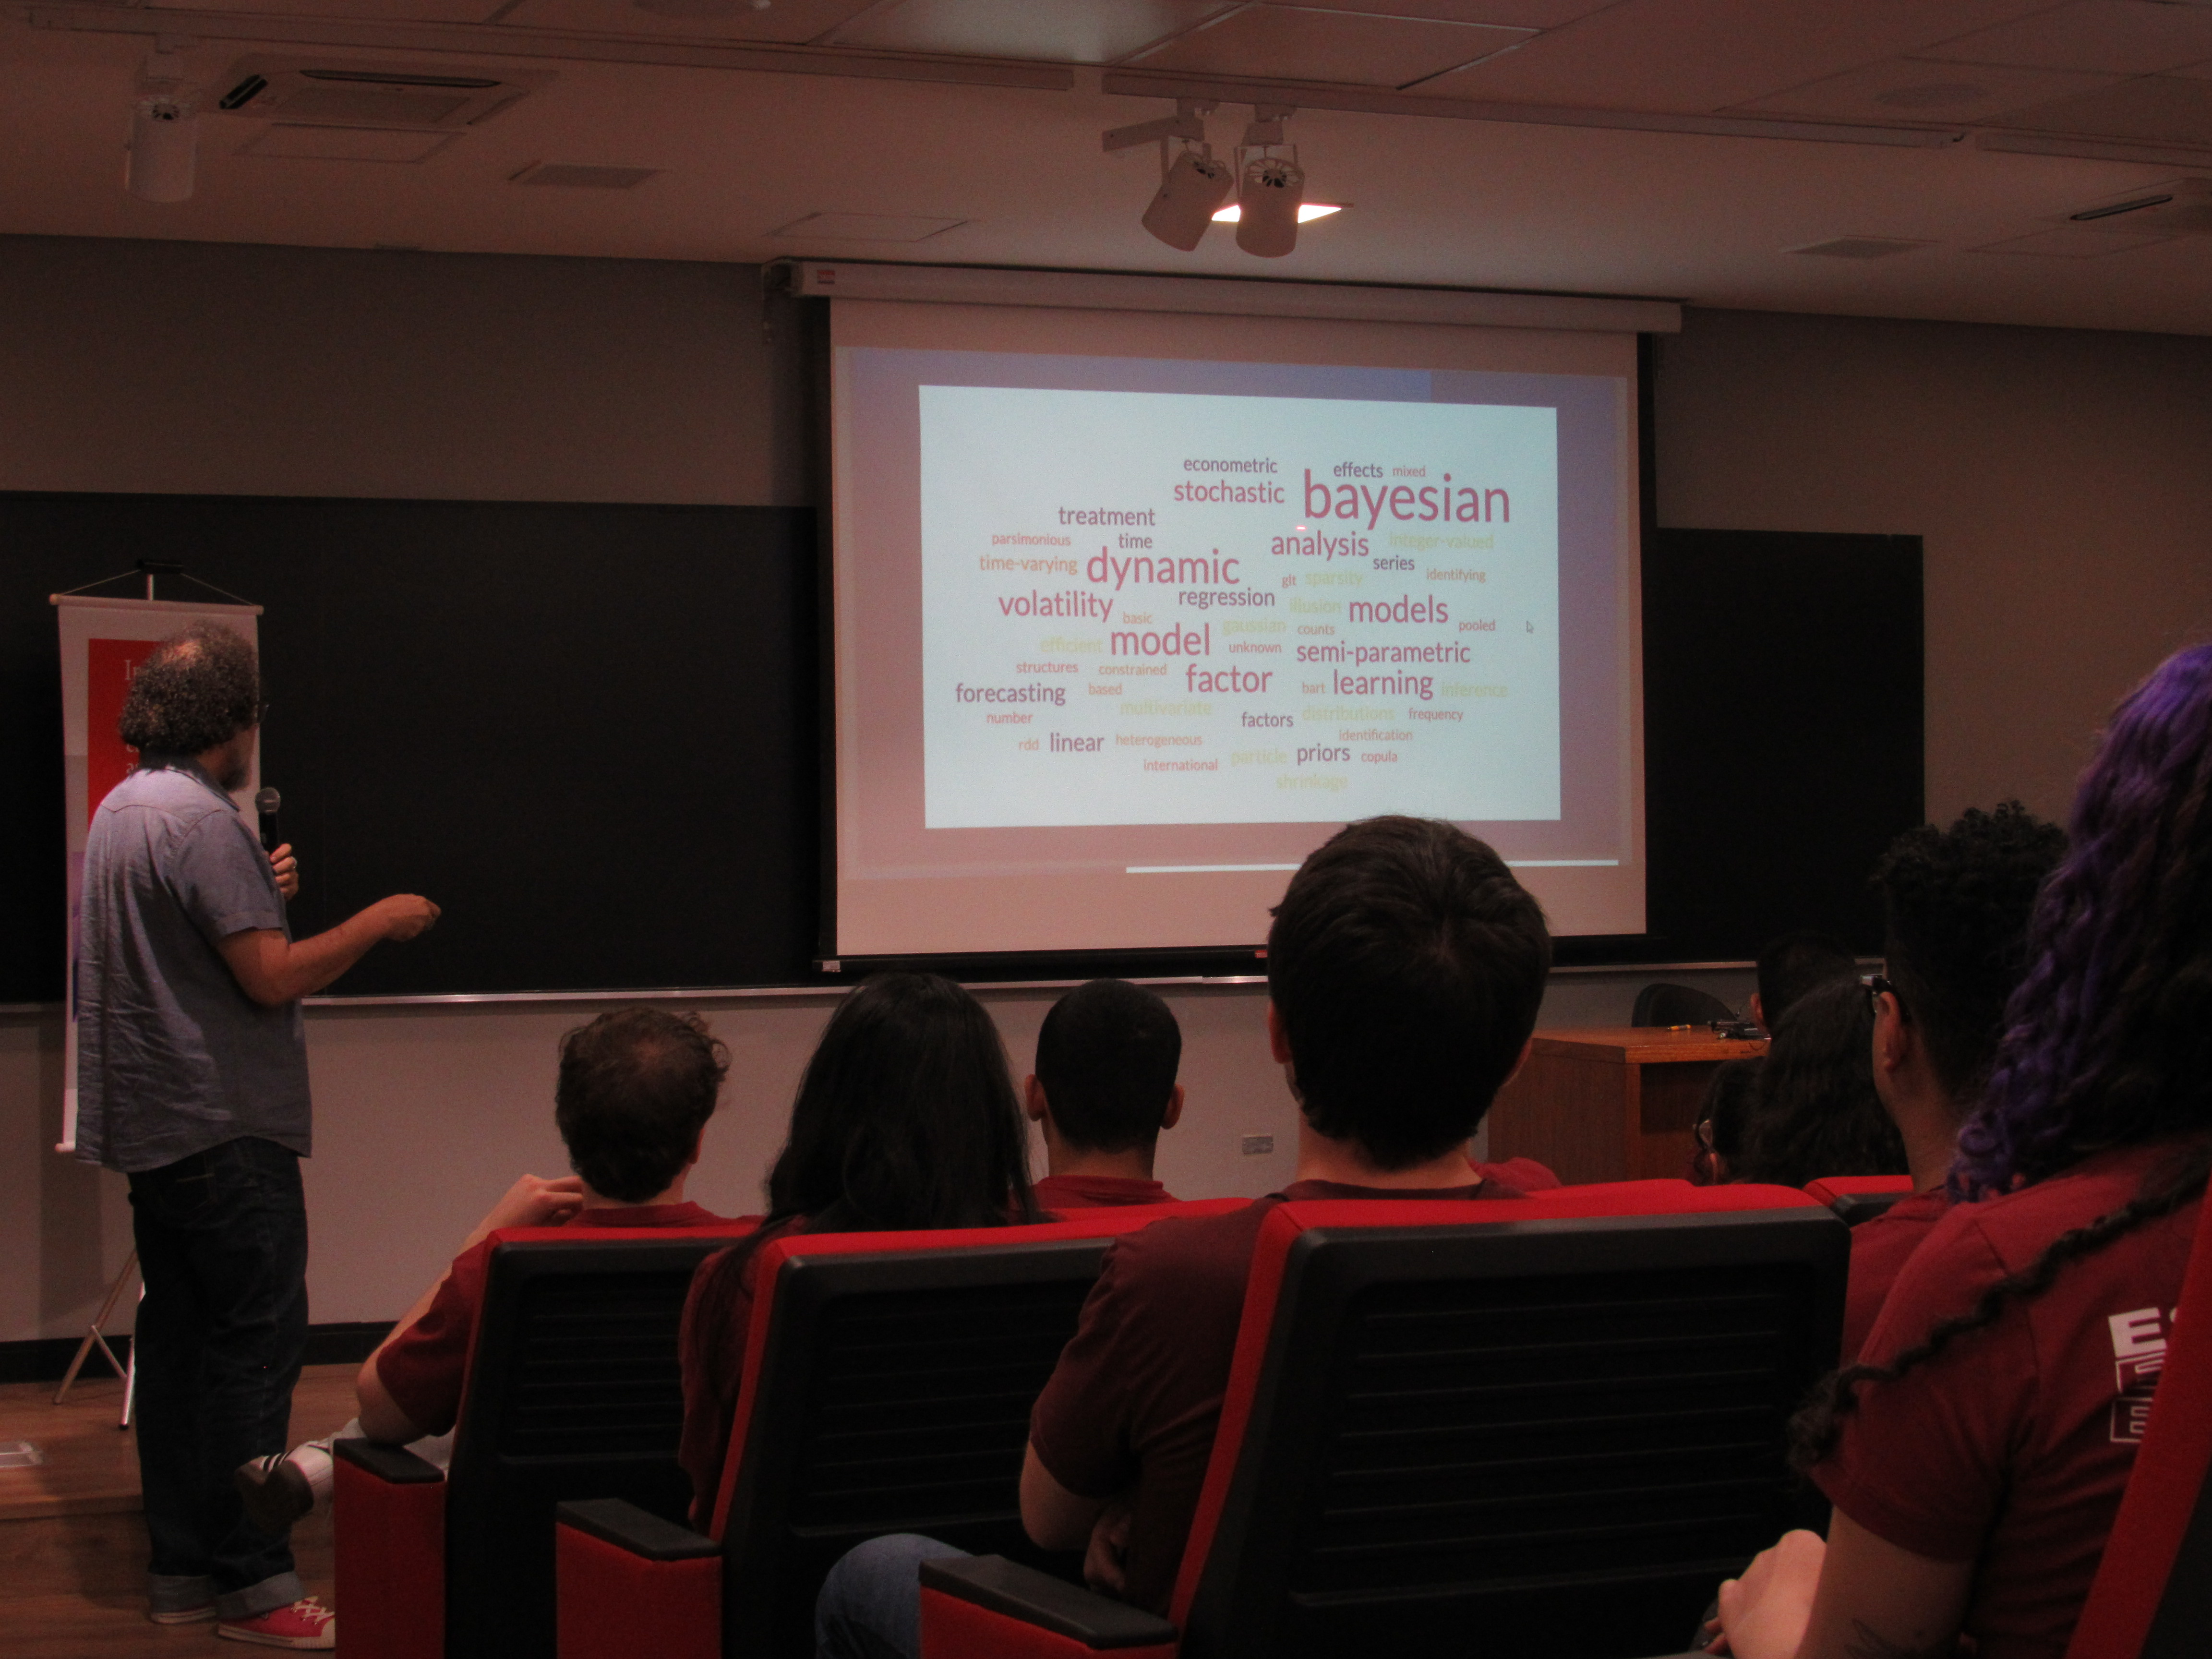 econometric effects mixed
stochastic bayesian
treatment
parsimonious time analysis integer-valued
time-varying dynamic series
glt sparsity identifying
volatility regression illusion models
basic gaussian counts pooled
efficient model unknown semi-parametric
structures constrained factor learning
forecasting based bart inference
number multivariate factors distributions frequency
rdd linear heterogeneous identification
international particle priors copula
shrinkage